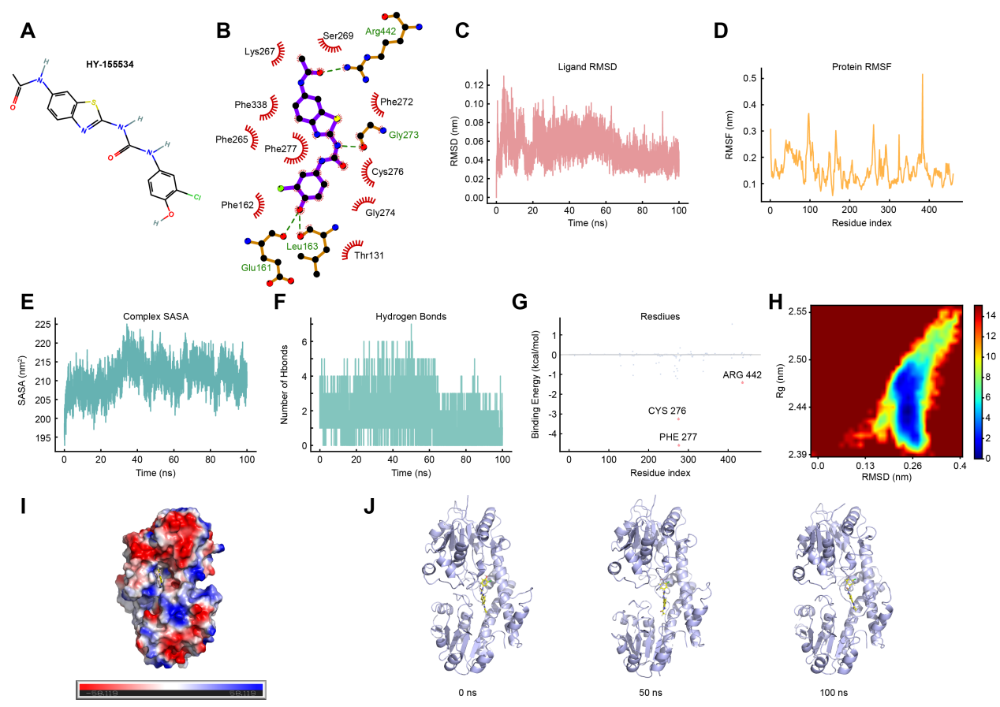 A
HY-155534
H
N
O
S
N
N
H
O
N
H
Cl
O
H
B
Ser269
Arg442
Lys267
Phe338
Phe272
Phe265
Phe277
Gly273
Cys276
Phe162
Gly274
Leu163
Glu161
Thr131
C
Ligand RMSD
RMSD (nm)
0.12
0.10
0.08
0.06
0.04
0.02
0.00
0 20 40 60 80 100
Time (ns)
D
Protein RMSF
RMSF (nm)
0.5
0.4
0.3
0.2
0.1
0 100 200 300 400
Residue index
E
Complex SASA
SASA (nm²)
225
220
215
210
205
200
195
0 20 40 60 80 100
Time (ns)
F
Hydrogen Bonds
Number of Hbonds
6
4
2
0
0 20 40 60 80 100
Time (ns)
G
Resdiues
Binding Energy (kcal/mol)
1
0
-1
-2
-3
-4
ARG 442
CYS 276
PHE 277
0 100 200 300 400
Residue index
H
Rg (nm)
2.55
2.50
2.44
2.39
0.0 0.13 0.26 0.4
RMSD (nm)
14
12
10
8
6
4
2
0
I
-58.119 58.119
J
0 ns
50 ns
100 ns